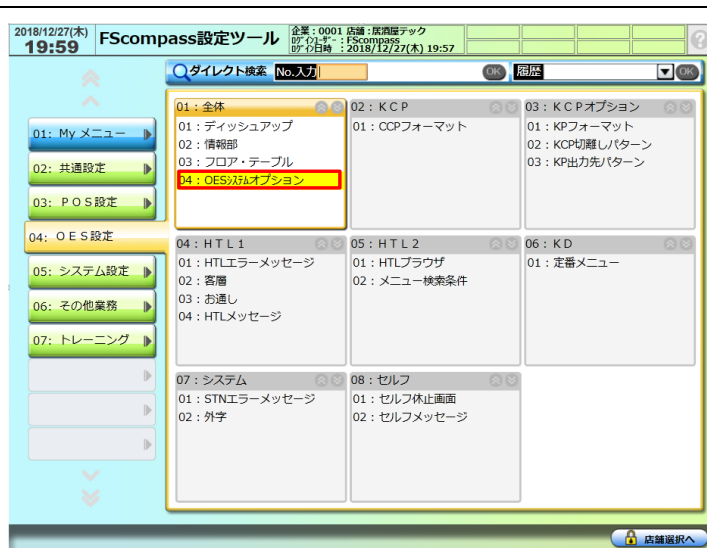 2018/12/27(木)
19:59
FScompass設定ツール
企業：0001 店舗：居酒屋テック
ﾛｸﾞｲﾝﾕｰｻﾞｰ：FScompass
ﾛｸﾞｲﾝ日時 ：2018/12/27(木) 19:57
?
ダイレクト検索 No.入力 OK 履歴 OK
01: My メニュー
02: 共通設定
03: ＰＯＳ設定
04: ＯＥＳ設定
05: システム設定
06: その他業務
07: トレーニング
01：全体
01：ディッシュアップ
02：情報部
03：フロア・テーブル
04：OESｼｽﾃﾑオプション
02：ＫＣＰ
01：CCPフォーマット
03：ＫＣＰオプション
01：KPフォーマット
02：KCP切離しパターン
03：KP出力先パターン
04：ＨＴＬ１
01：HTLエラーメッセージ
02：客層
03：お通し
04：HTLメッセージ
05：ＨＴＬ２
01：HTLブラウザ
02：メニュー検索条件
06：ＫＤ
01：定番メニュー
07：システム
01：STNエラーメッセージ
02：外字
08：セルフ
01：セルフ休止画面
02：セルフメッセージ
店舗選択へ